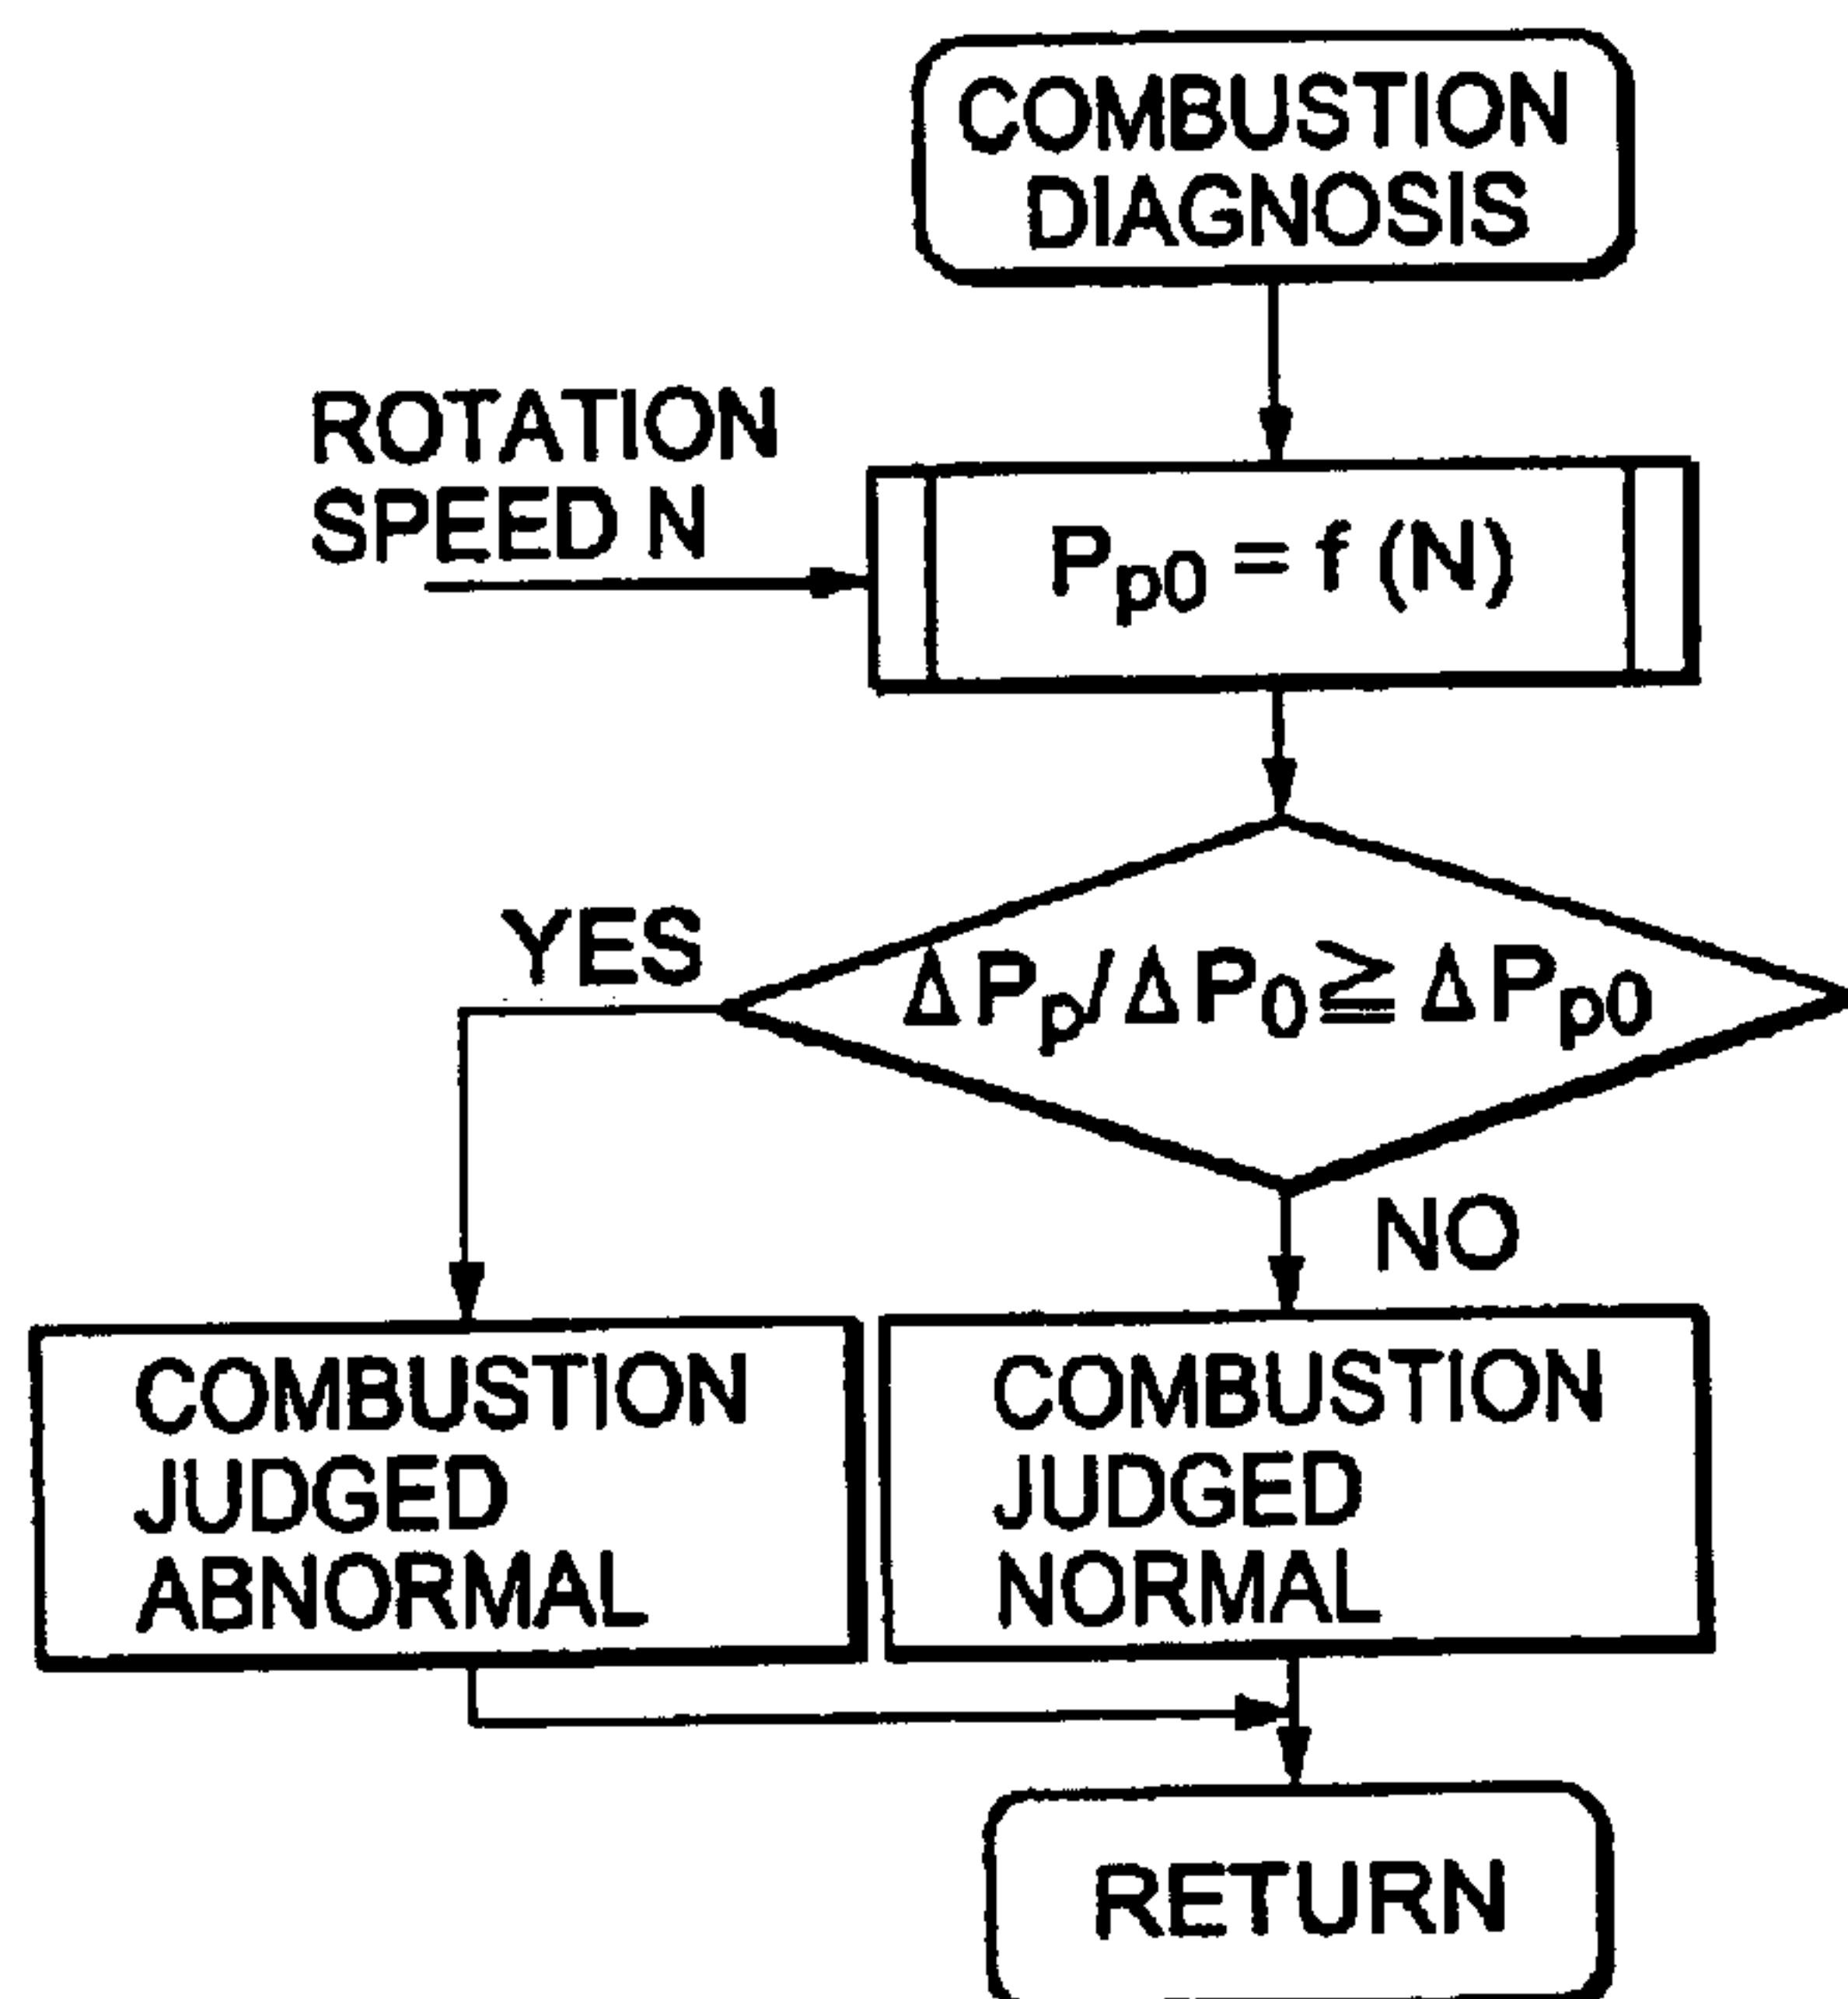 COMBUSTION
DIAGNOSIS
ROTATION
SPEED N
Pp0 = f (N)
YES
ΔPp/ΔP0 ≧ ΔPp0
NO
COMBUSTION
JUDGED
ABNORMAL
COMBUSTION
JUDGED
NORMAL
RETURN